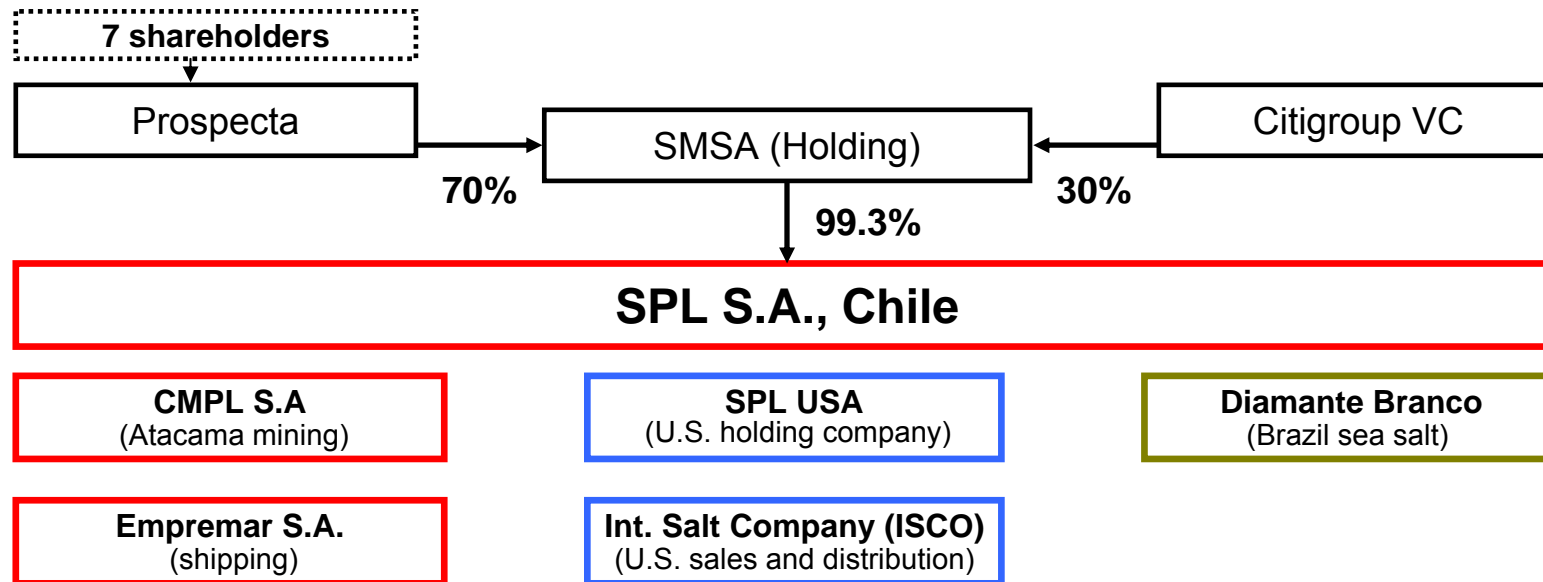 7 shareholders
Prospecta
SMSA (Holding)
Citigroup VC
70%
30%
99.3%
SPL S.A., Chile
CMPL S.A
(Atacama mining)
SPL USA
(U.S. holding company)
Diamante Branco
(Brazil sea salt)
Empremar S.A.
(shipping)
Int. Salt Company (ISCO)
(U.S. sales and distribution)